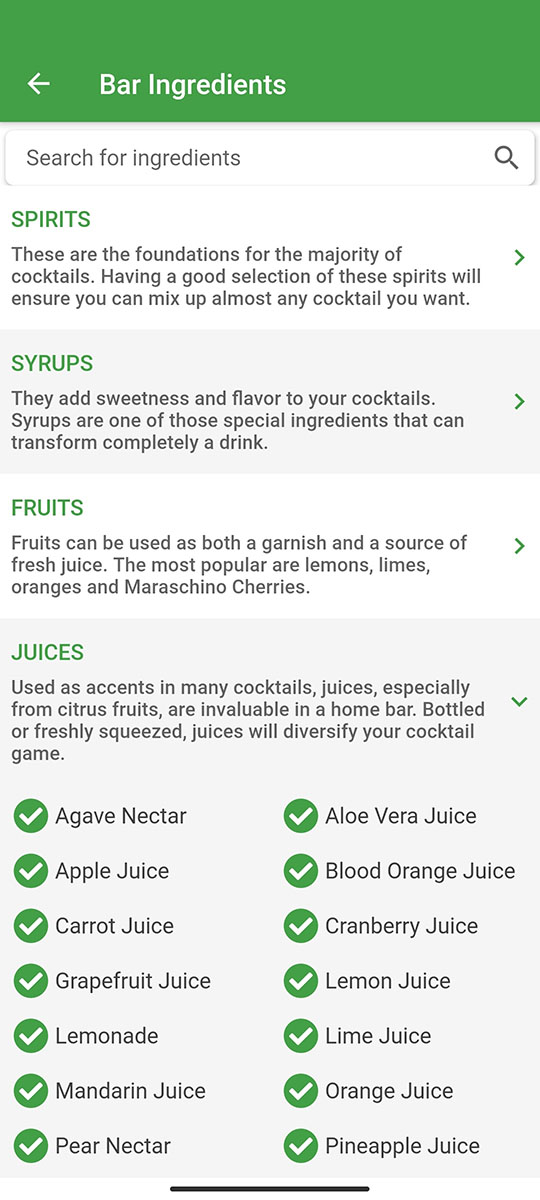 Bar Ingredients
Search for ingredients
SPIRITS
These are the foundations for the majority of
cocktails. Having a good selection of these spirits will
ensure you can mix up almost any cocktail you want.
SYRUPS
They add sweetness and flavor to your cocktails.
Syrups are one of those special ingredients that can
transform completely a drink.
FRUITS
Fruits can be used as both a garnish and a source of
fresh juice. The most popular are lemons, limes,
oranges and Maraschino Cherries.
JUICES
Used as accents in many cocktails, juices, especially
from citrus fruits, are invaluable in a home bar. Bottled
or freshly squeezed, juices will diversify your cocktail
game.
Agave Nectar Aloe Vera Juice
Apple Juice Blood Orange Juice
Carrot Juice Cranberry Juice
Grapefruit Juice Lemon Juice
Lemonade Lime Juice
Mandarin Juice Orange Juice
Pear Nectar Pineapple Juice